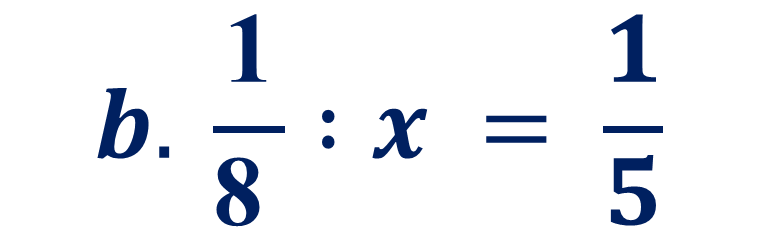 b. 1/8 : x = 1/5